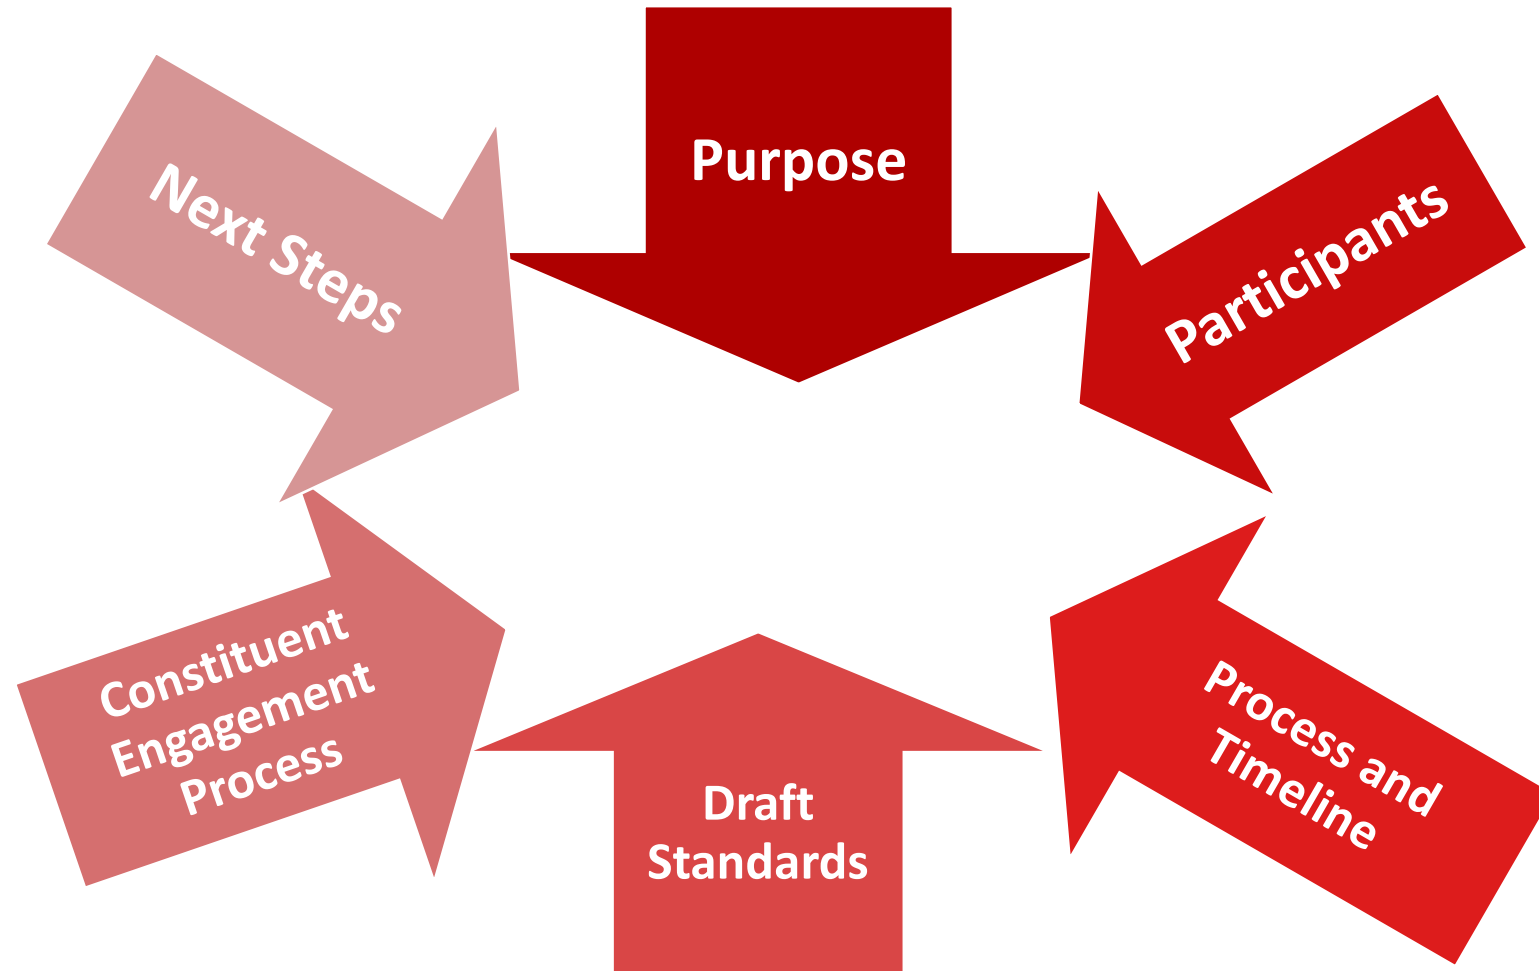 Purpose
Participants
Process and
Timeline
Draft
Standards
Constituent
Engagement
Process
Next Steps